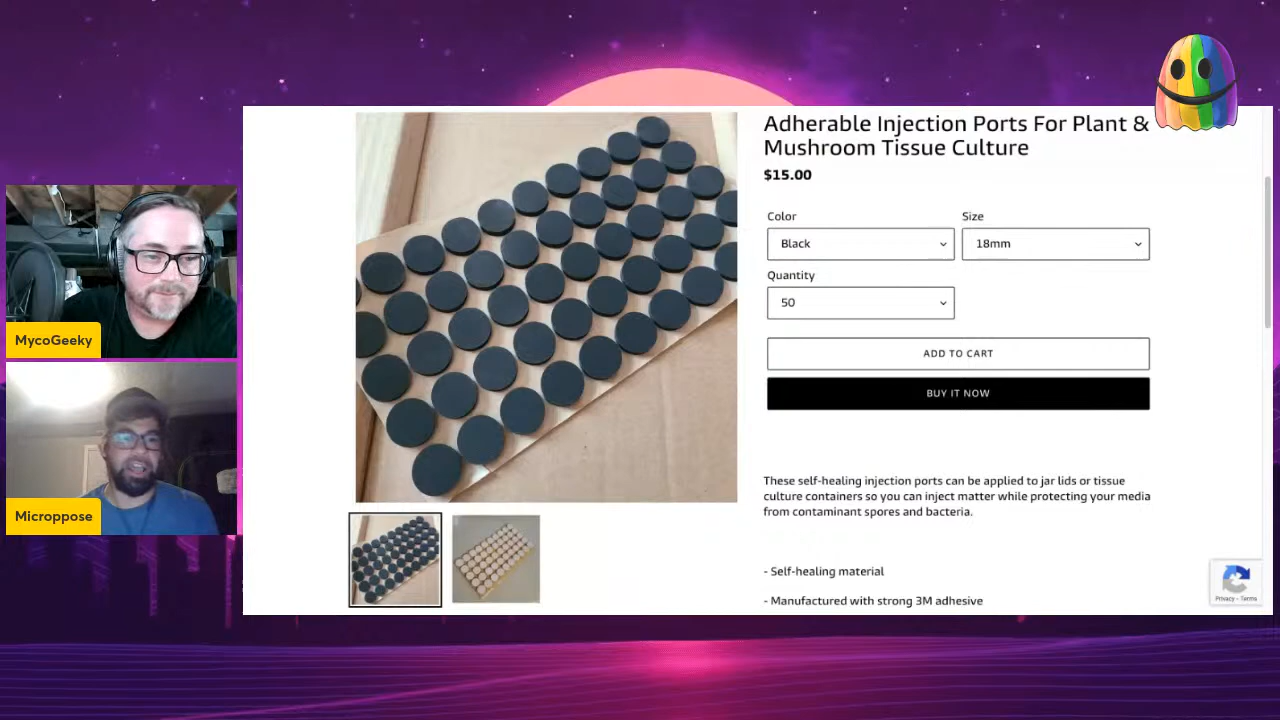 Adherable Injection Ports For Plant &
Mushroom Tissue Culture
$15.00
Color
Size
Black
18mm
Quantity
50
ADD TO CART
BUY IT NOW
These self-healing injection ports can be applied to jar lids or tissue
culture containers so you can inject matter while protecting your media
from contaminant spores and bacteria.
- Self-healing material
- Manufactured with strong 3M adhesive
MycoGeeky
Microppose
Privacy - Terms